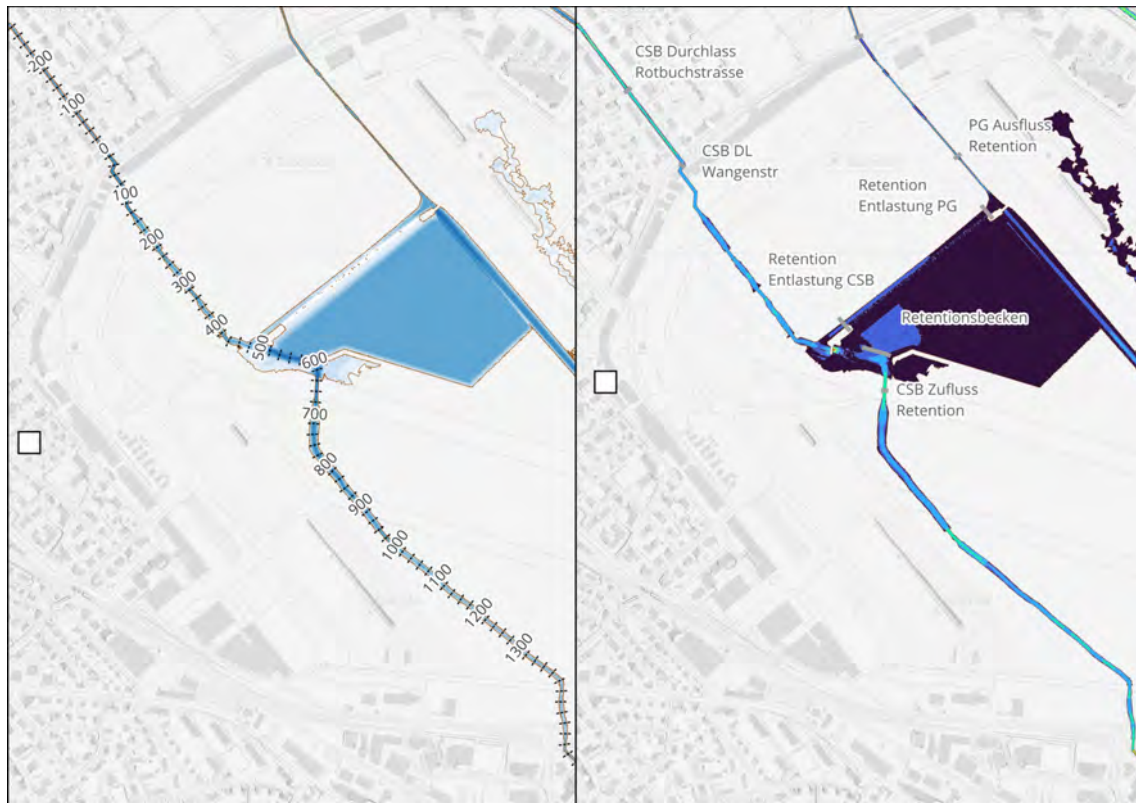 -200
-100
0
100
200
300
400
500
600
700
800
900
1000
1100
1200
1300
CSB Durchlass
Rotbuchstrasse
CSB DL
Wangenstr
PG Ausfluss
Retention
Retention
Entlastung PG
Retention
Entlastung CSB
Retentionsbecken
CSB Zufluss
Retention